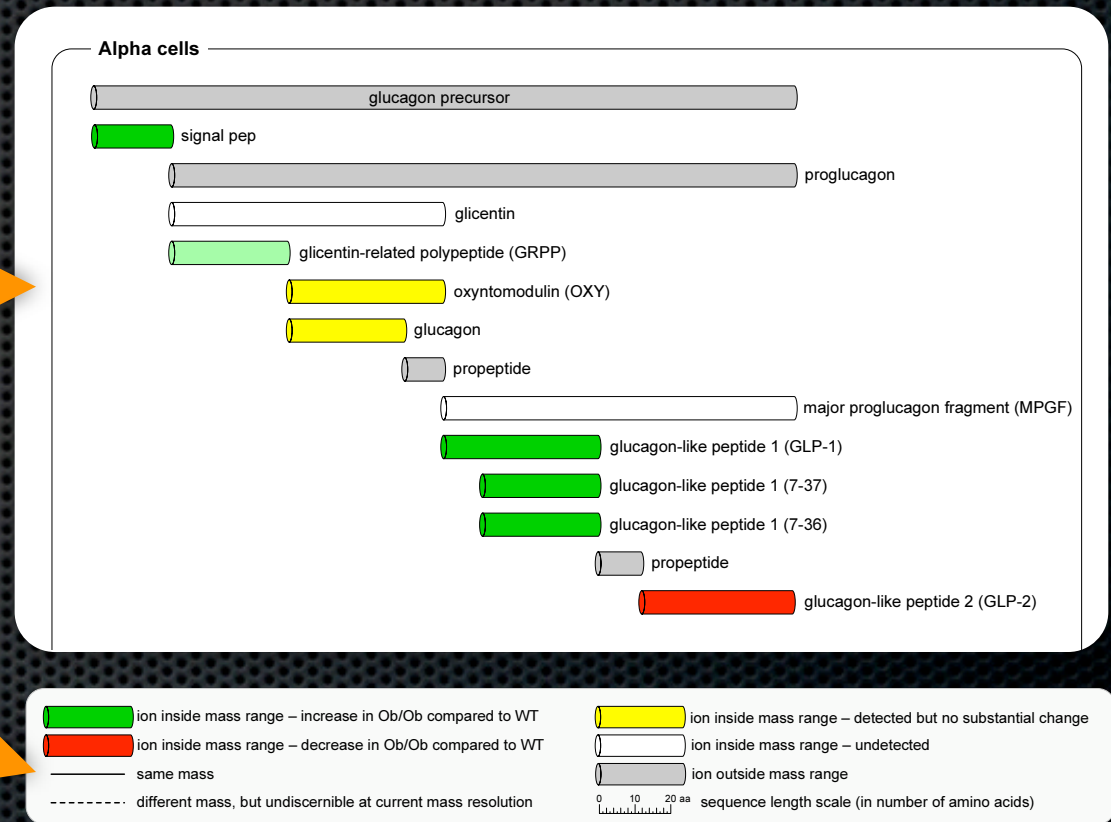 Alpha cells
glucagon precursor
signal pep
proglucagon
glicentin
glicentin-related polypeptide (GRPP)
oxyntomodulin (OXY)
glucagon
propeptide
major proglucagon fragment (MPGF)
glucagon-like peptide 1 (GLP-1)
glucagon-like peptide 1 (7-37)
glucagon-like peptide 1 (7-36)
propeptide
glucagon-like peptide 2 (GLP-2)
ion inside mass range – increase in Ob/Ob compared to WT
ion inside mass range – decrease in Ob/Ob compared to WT
same mass
different mass, but undiscernible at current mass resolution
ion inside mass range – detected but no substantial change
ion inside mass range – undetected
ion outside mass range
0 10 20 aa sequence length scale (in number of amino acids)